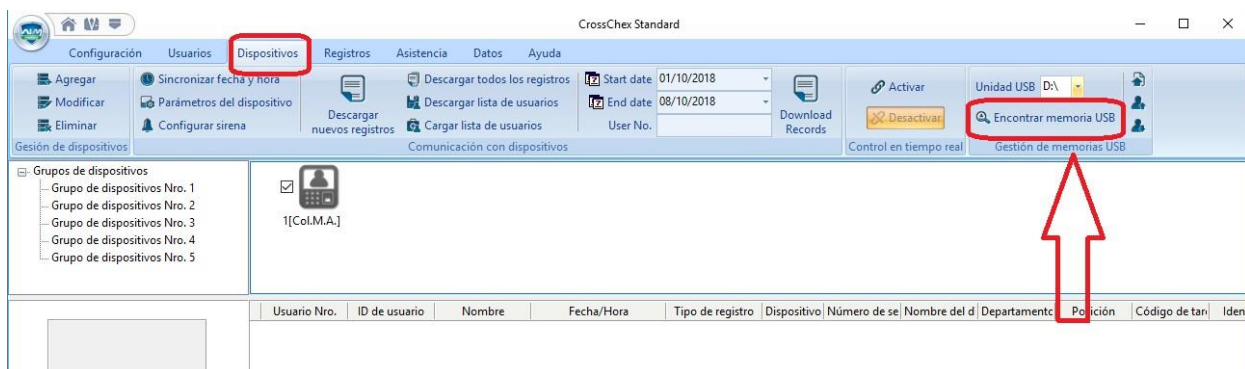 CrossChex Standard
Configuración Usuarios Dispositivos Registros Asistencia Datos Ayuda
Agregar
Modificar
Eliminar
Gesión de dispositivos
Sincronizar fecha y hora
Parámetros del dispositivo
Configurar sirena
Descargar
nuevos registros
Descargar todos los registros
Descargar lista de usuarios
Cargar lista de usuarios
Start date 01/10/2018
End date 08/10/2018
User No.
Download
Records
Comunicación con dispositivos
Activar
Desactivar
Control en tiempo real
Unidad USB D:\
Encontrar memoria USB
Gestión de memorias USB
Grupos de dispositivos
Grupo de dispositivos Nro. 1
Grupo de dispositivos Nro. 2
Grupo de dispositivos Nro. 3
Grupo de dispositivos Nro. 4
Grupo de dispositivos Nro. 5
1[Col.M.A.]
Usuario Nro. ID de usuario Nombre Fecha/Hora Tipo de registro Dispositivo Número de se Nombre del d Departamento Posición Código de tar Iden